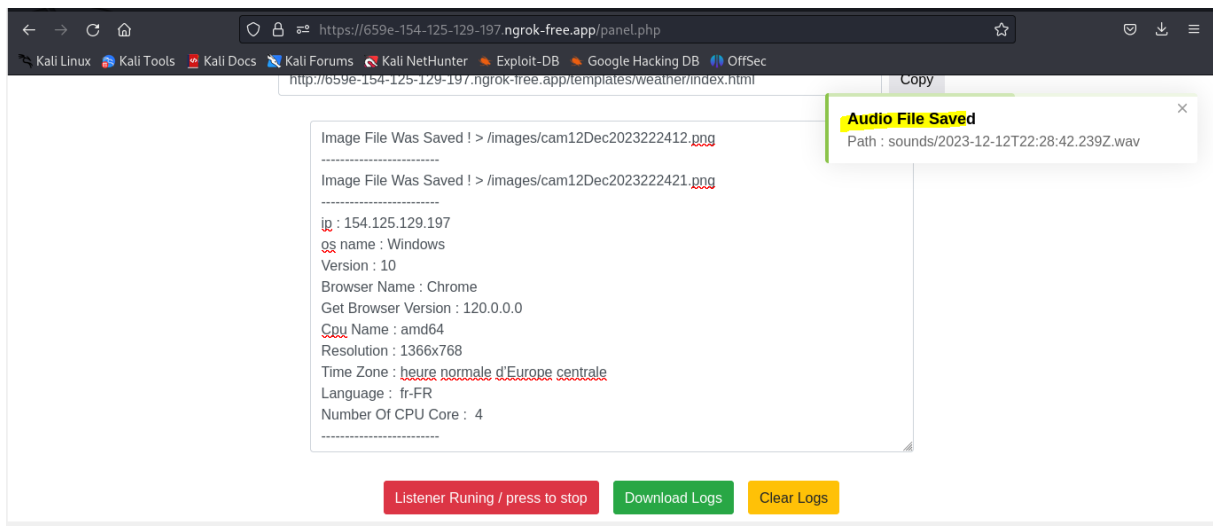 https://659e-154-125-129-197.ngrok-free.app/panel.php
Kali Linux Kali Tools Kali Docs Kali Forums Kali NetHunter Exploit-DB Google Hacking DB OffSec
http://659e-154-125-129-197.ngrok-free.app/templates/weather/index.html Copy
Audio File Saved
Path : sounds/2023-12-12T22:28:42.239Z.wav
Image File Was Saved ! > /images/cam12Dec2023222412.png
-------------------------
Image File Was Saved ! > /images/cam12Dec2023222421.png
-------------------------
ip : 154.125.129.197
os name : Windows
Version : 10
Browser Name : Chrome
Get Browser Version : 120.0.0.0
Cpu Name : amd64
Resolution : 1366x768
Time Zone : heure normale d'Europe centrale
Language : fr-FR
Number Of CPU Core : 4
-------------------------
Listener Runing / press to stop Download Logs Clear Logs